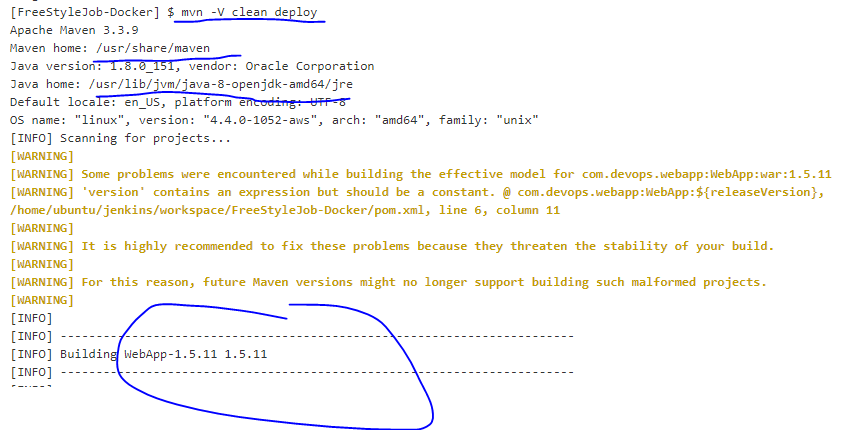 [FreeStyleJob-Docker] $ mvn -V clean deploy
Apache Maven 3.3.9
Maven home: /usr/share/maven
Java version: 1.8.0_151, vendor: Oracle Corporation
Java home: /usr/lib/jvm/java-8-openjdk-amd64/jre
Default locale: en_US, platform encoding: UTF-8
OS name: "linux", version: "4.4.0-1052-aws", arch: "amd64", family: "unix"
[INFO] Scanning for projects...
[WARNING]
[WARNING] Some problems were encountered while building the effective model for com.devops.webapp:WebApp:war:1.5.11
[WARNING] 'version' contains an expression but should be a constant. @ com.devops.webapp:WebApp:${releaseVersion},
/home/ubuntu/jenkins/workspace/FreeStyleJob-Docker/pom.xml, line 6, column 11
[WARNING]
[WARNING] It is highly recommended to fix these problems because they threaten the stability of your build.
[WARNING]
[WARNING] For this reason, future Maven versions might no longer support building such malformed projects.
[WARNING]
[INFO]
[INFO] ------------------------------------------------------------------------
[INFO] Building WebApp-1.5.11 1.5.11
[INFO] ------------------------------------------------------------------------